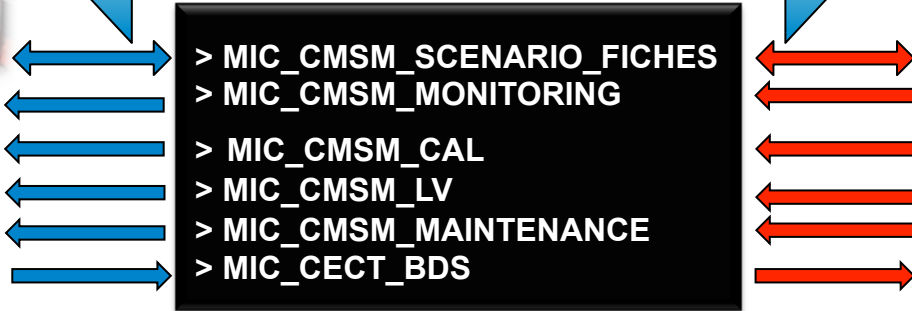 > MIC_CMSM_SCENARIO_FICHES
> MIC_CMSM_MONITORING
> MIC_CMSM_CAL
> MIC_CMSM_LV
> MIC_CMSM_MAINTENANCE
> MIC_CECT_BDS